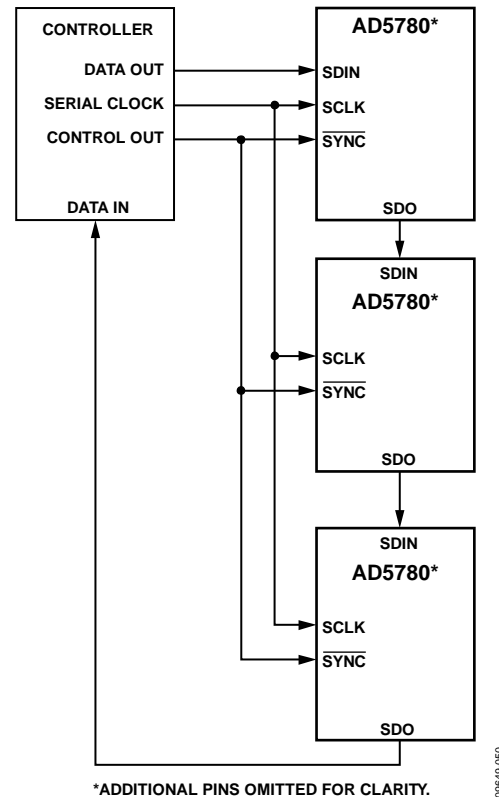 CONTROLLER
DATA OUT
SERIAL CLOCK
CONTROL OUT
DATA IN
AD5780*
SDIN
SCLK
SYNC
SDO
SDIN
AD5780*
SCLK
SYNC
SDO
SDIN
AD5780*
SCLK
SYNC
SDO
*ADDITIONAL PINS OMITTED FOR CLARITY.